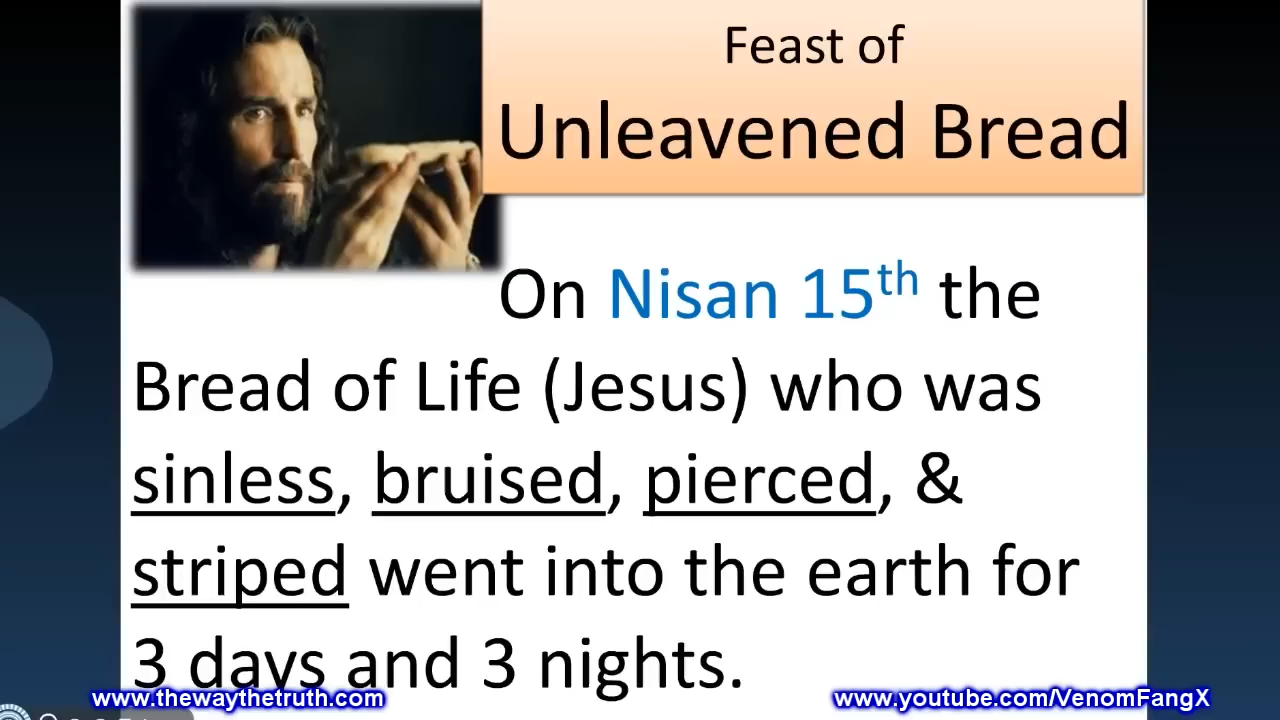 Feast of
Unleavened Bread
On Nisan 15th the
Bread of Life (Jesus) who was
sinless, bruised, pierced, &
striped went into the earth for
3 days and 3 nights.
www.thewaythetruth.com
www.youtube.com/VenomFangX